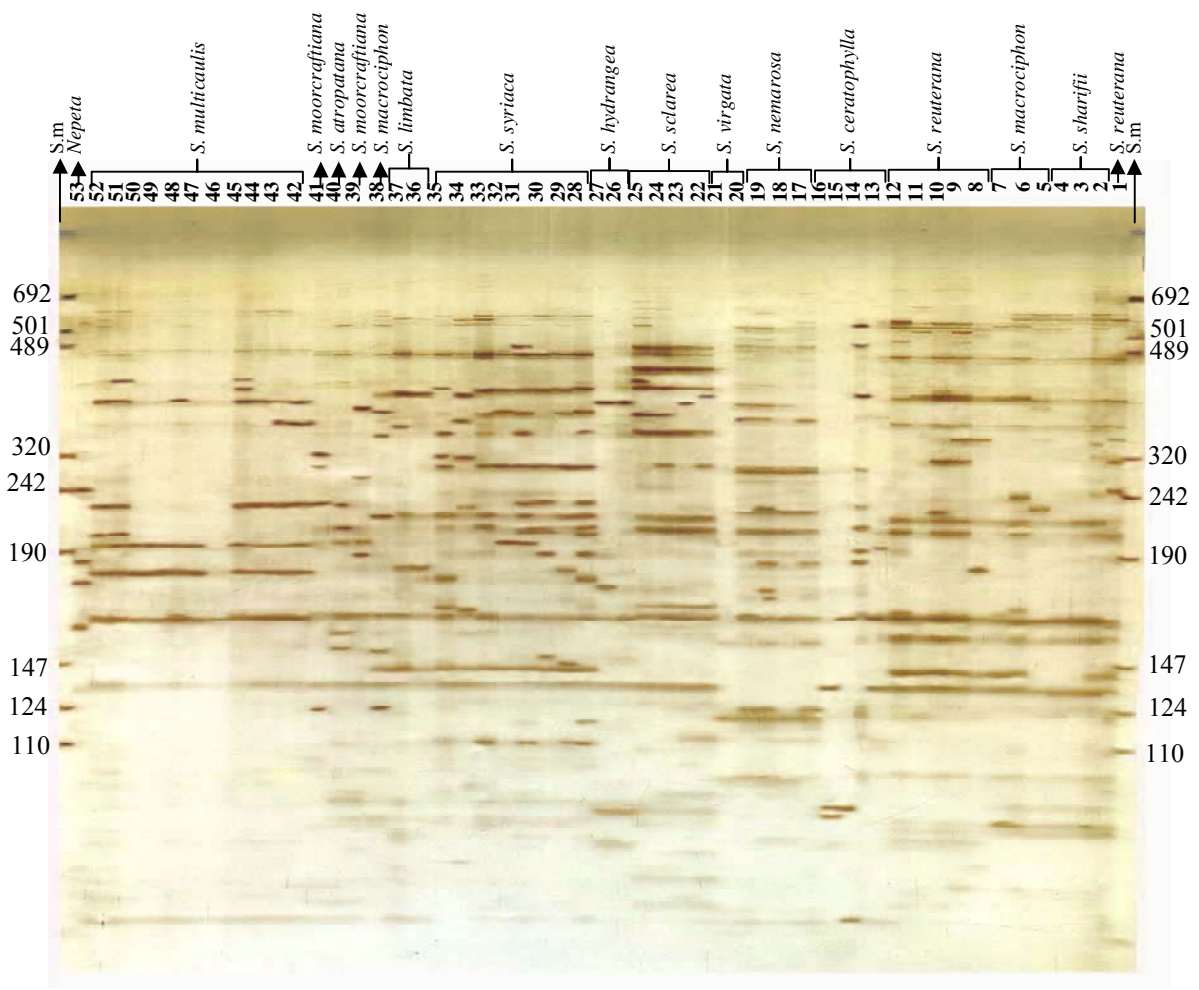 S.m
Nepeta
S. multicaulis
S. moorcraftiana
S. atropatana
S. moorcraftiana
S. macrociphon
S. limbata
S. syriaca
S. hydrangea
S. sclarea
S. virgata
S. nemarosa
S. ceratophylla
S. reuterana
S. macrociphon
S. sharifii
S. reuterana
S.m
53 52 51 50 49 48 47 46 45 44 43 42 41 40 39 38 37 36 35 34 33 32 31 30 29 28 27 26 25 24 23 22 21 20 19 18 17 16 15 14 13 12 11 10 9 8 7 6 5 4 3 2 1
692 692
501 501
489 489
320 320
242 242
190 190
147 147
124 124
110 110